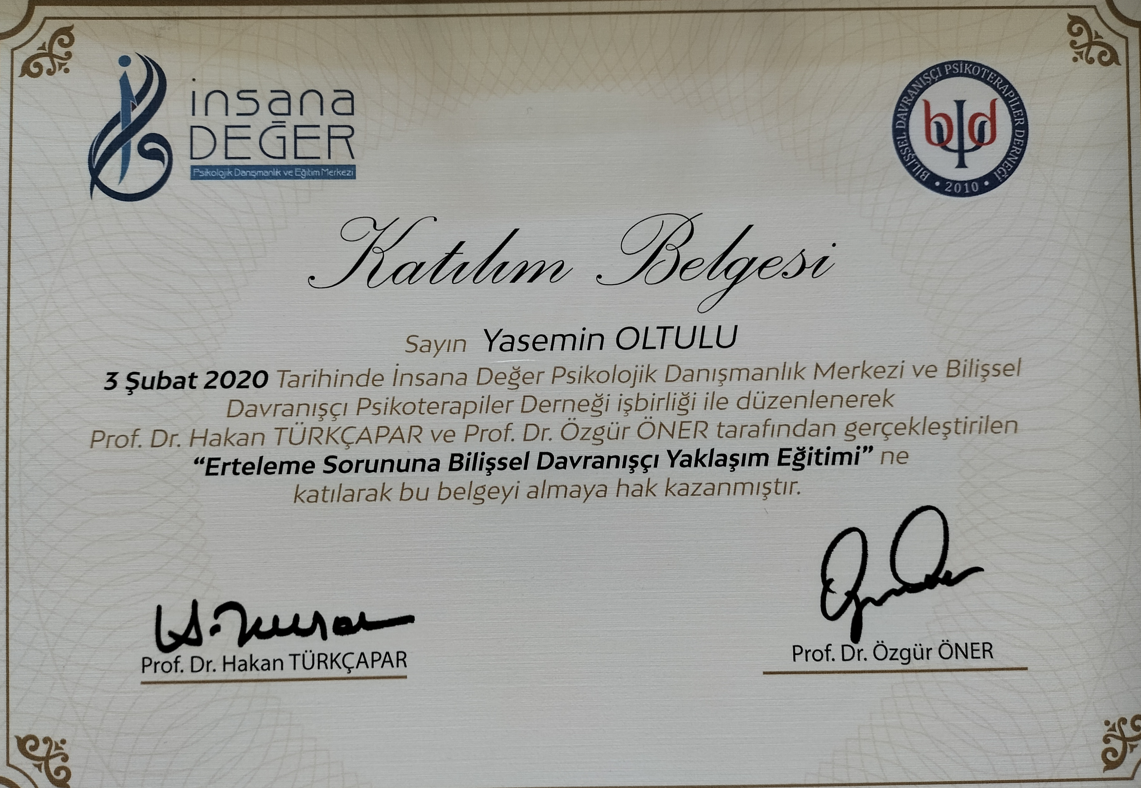 insana
DEĞER
Psikolojik Danışmanlık ve Eğitim Merkezi
BİLİŞSEL DAVRANIŞÇI PSİKOTERAPİLER DERNEĞİ
bψd
• 2010 •
Katılım Belgesi
Sayın Yasemin OLTULU
3 Şubat 2020 Tarihinde İnsana Değer Psikolojik Danışmanlık Merkezi ve Bilişsel
Davranışçı Psikoterapiler Derneği işbirliği ile düzenlenerek
Prof. Dr. Hakan TÜRKÇAPAR ve Prof. Dr. Özgür ÖNER tarafından gerçekleştirilen
“Erteleme Sorununa Bilişsel Davranışçı Yaklaşım Eğitimi” ne
katılarak bu belgeyi almaya hak kazanmıştır.
Prof. Dr. Hakan TÜRKÇAPAR
Prof. Dr. Özgür ÖNER